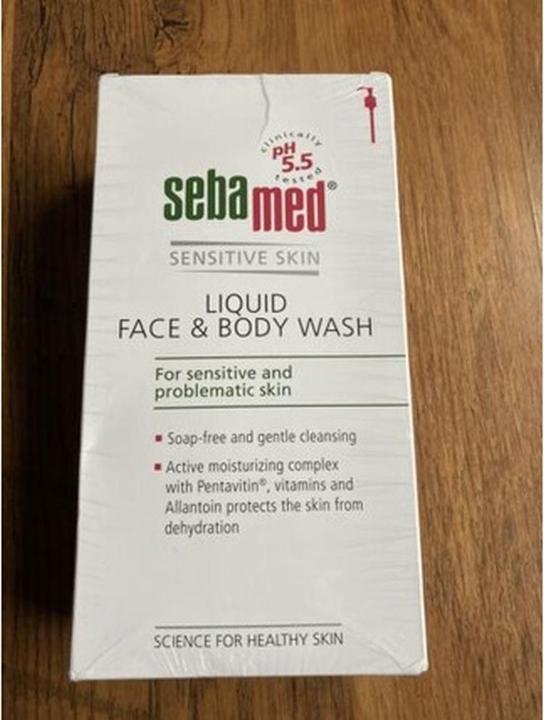 clinically
pH
5.5
tested
sebamed®
SENSITIVE SKIN
LIQUID
FACE & BODY WASH
For sensitive and
problematic skin
Soap-free and gentle cleansing
Active moisturizing complex
with Pentavitin®, vitamins and
Allantoin protects the skin from
dehydration
SCIENCE FOR HEALTHY SKIN